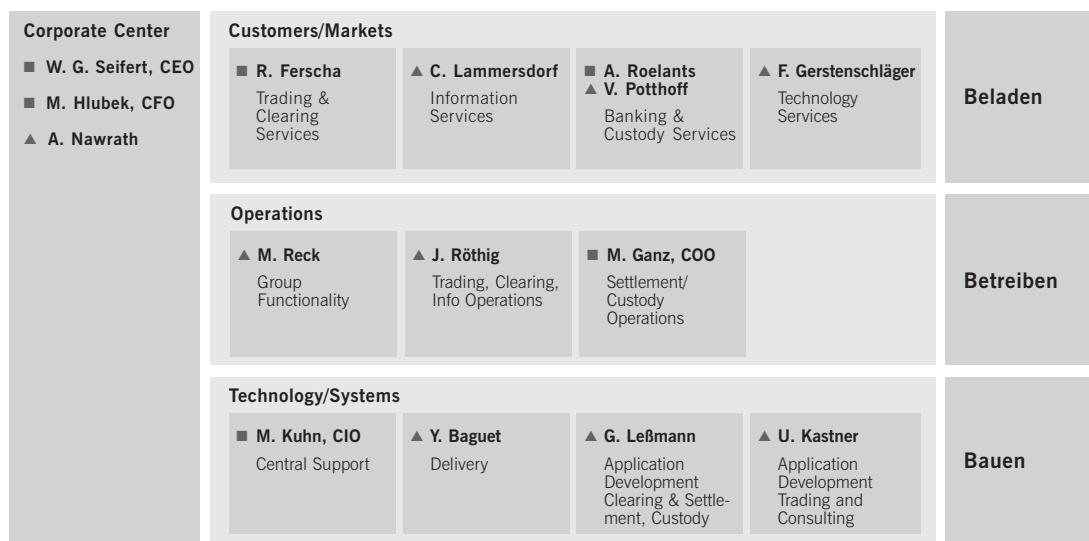 Corporate Center
■ W. G. Seifert, CEO
■ M. Hlubek, CFO
▲ A. Nawrath
Customers/Markets
■ R. Ferscha
Trading &
Clearing
Services
▲ C. Lammersdorf
Information
Services
■ A. Roelants
▲ V. Potthoff
Banking &
Custody Services
▲ F. Gerstenschläger
Technology
Services
Beladen
Operations
▲ M. Reck
Group
Functionality
▲ J. Röthig
Trading, Clearing,
Info Operations
■ M. Ganz, COO
Settlement/
Custody
Operations
Betreiben
Technology/Systems
■ M. Kuhn, CIO
Central Support
▲ Y. Baguet
Delivery
▲ G. Leßmann
Application
Development
Clearing & Settle-
ment, Custody
▲ U. Kastner
Application
Development
Trading and
Consulting
Bauen